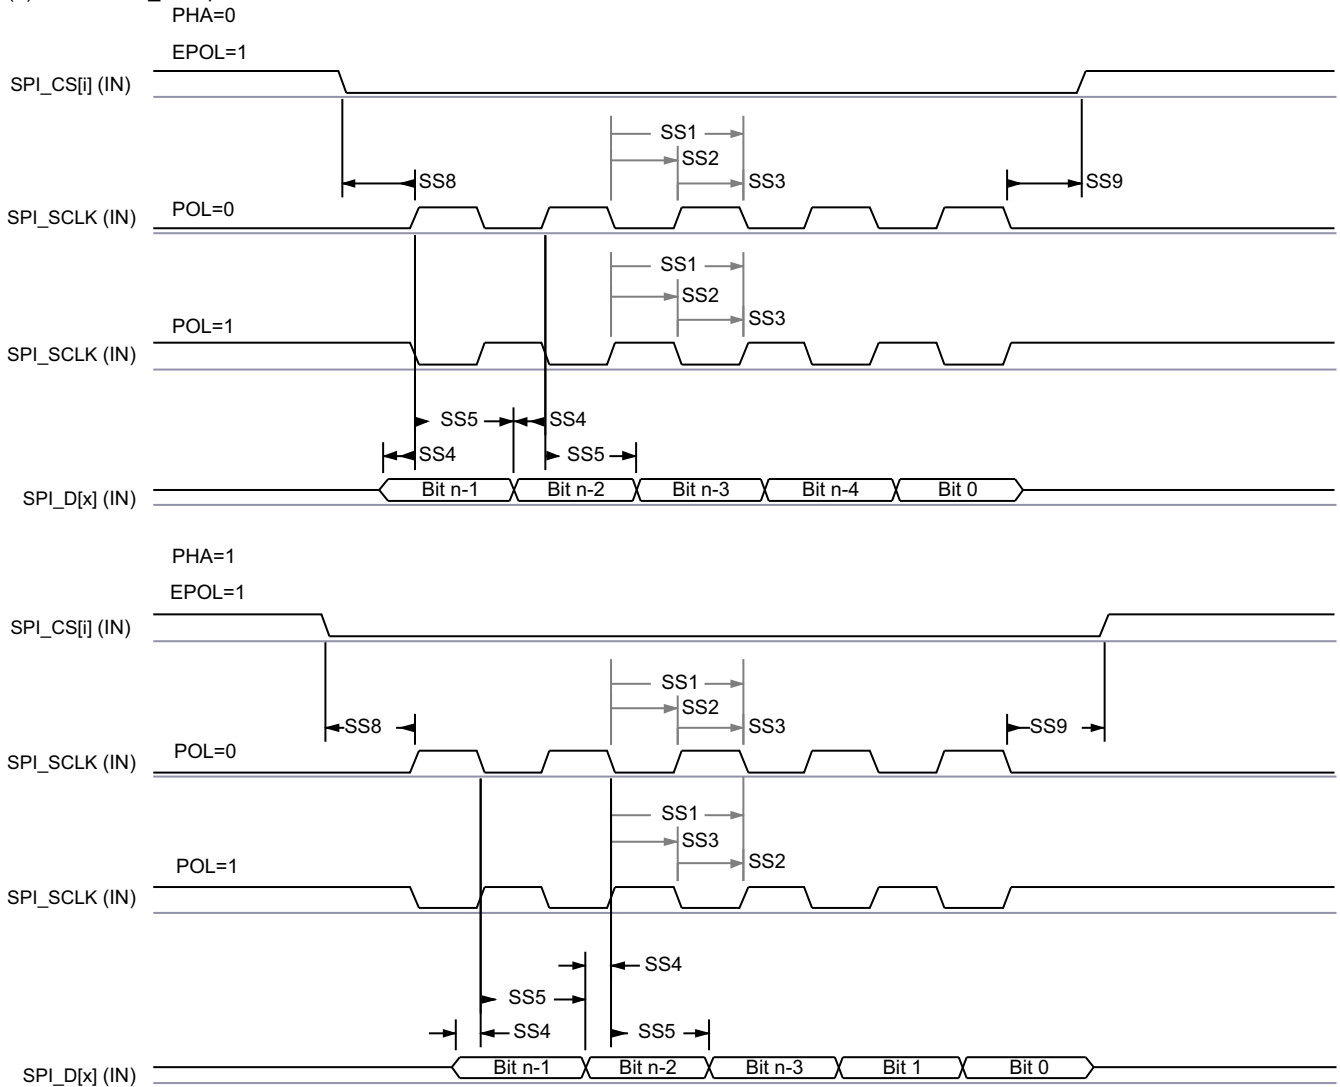 PHA=0
EPOL=1
SPI_CS[i] (IN)
SS1
SS2
SS8
SS3
SS9
POL=0
SPI_SCLK (IN)
SS1
SS2
SS3
POL=1
SPI_SCLK (IN)
SS5
SS4
SS4
SS5
SPI_D[x] (IN)
Bit n-1
Bit n-2
Bit n-3
Bit n-4
Bit 0
PHA=1
EPOL=1
SPI_CS[i] (IN)
SS1
SS2
SS8
SS3
SS9
POL=0
SPI_SCLK (IN)
SS1
SS3
SS2
POL=1
SPI_SCLK (IN)
SS4
SS5
SS4
SS5
SPI_D[x] (IN)
Bit n-1
Bit n-2
Bit n-3
Bit 1
Bit 0